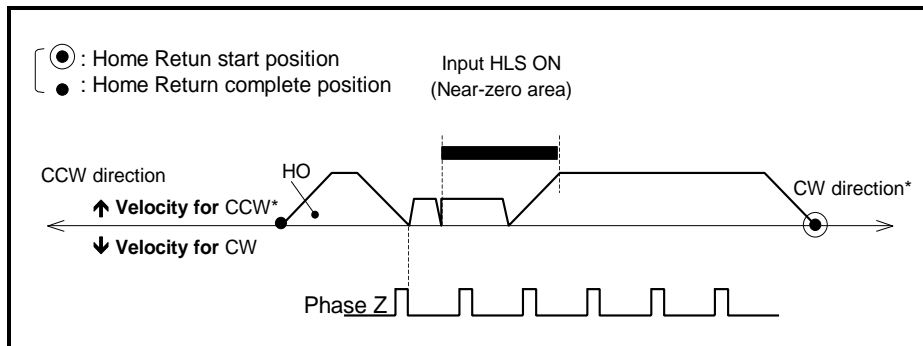 : Home Retun start position
: Home Return complete position
Input HLS ON
(Near-zero area)
CCW direction
HO
CW direction*
↑ Velocity for CCW*
↓ Velocity for CW
Phase Z